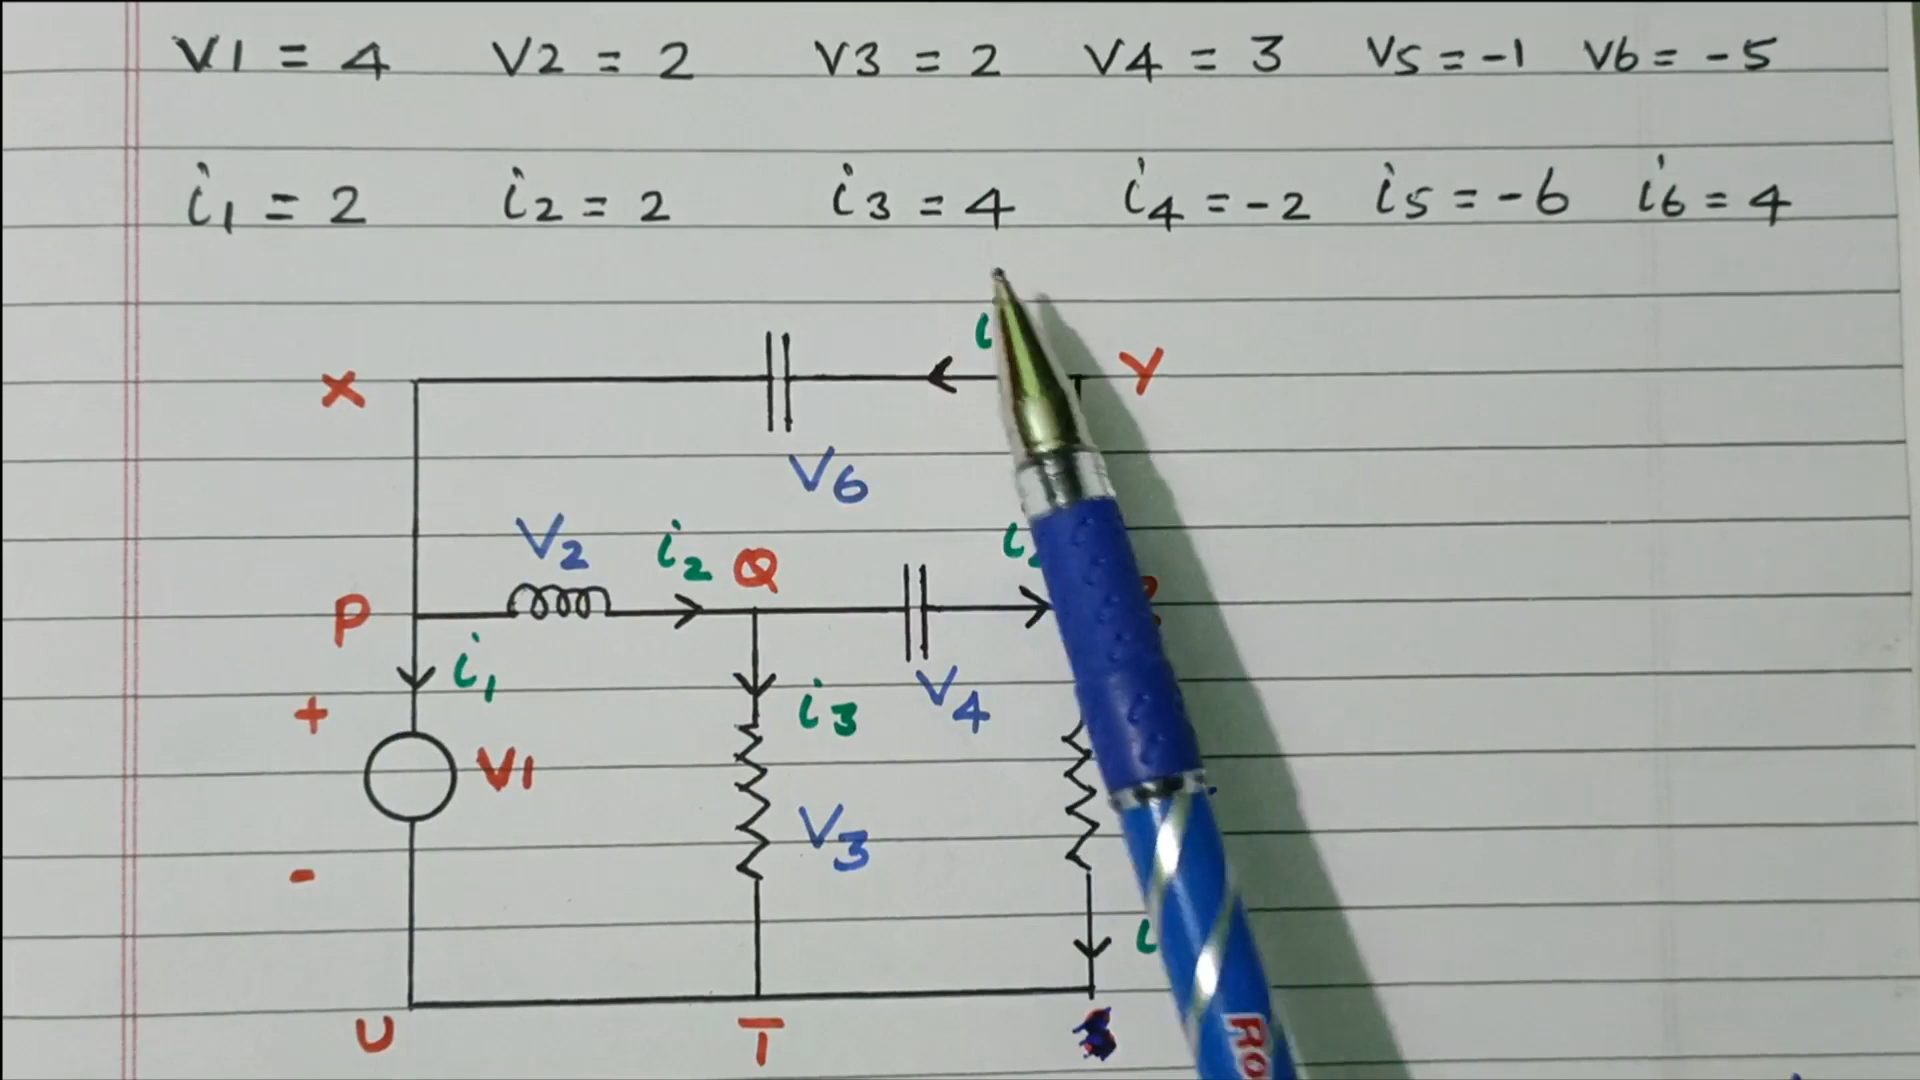 V1 = 4 V2 = 2 V3 = 2 V4 = 3 V5 = -1 V6 = -5
i1 = 2 i2 = 2 i3 = 4 i4 = -2 i5 = -6 i6 = 4
X Y
V6
V2 i2 Q
P
i1
+ i3 V4
V1
V3
-
U T